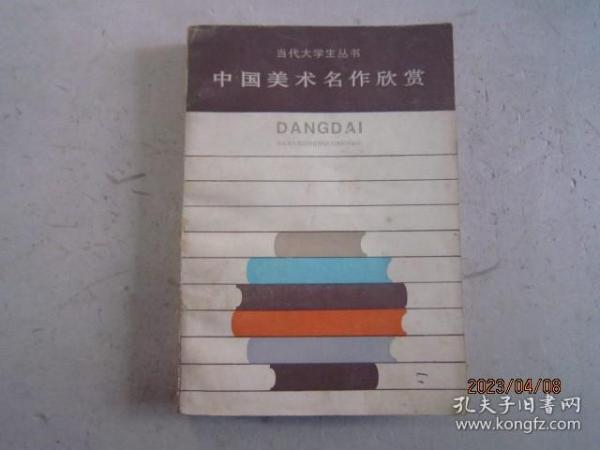 当代大学生丛书
中国美术名作欣赏
DANGDAI
2023/04/08
孔夫子旧書网
www.kongfz.com